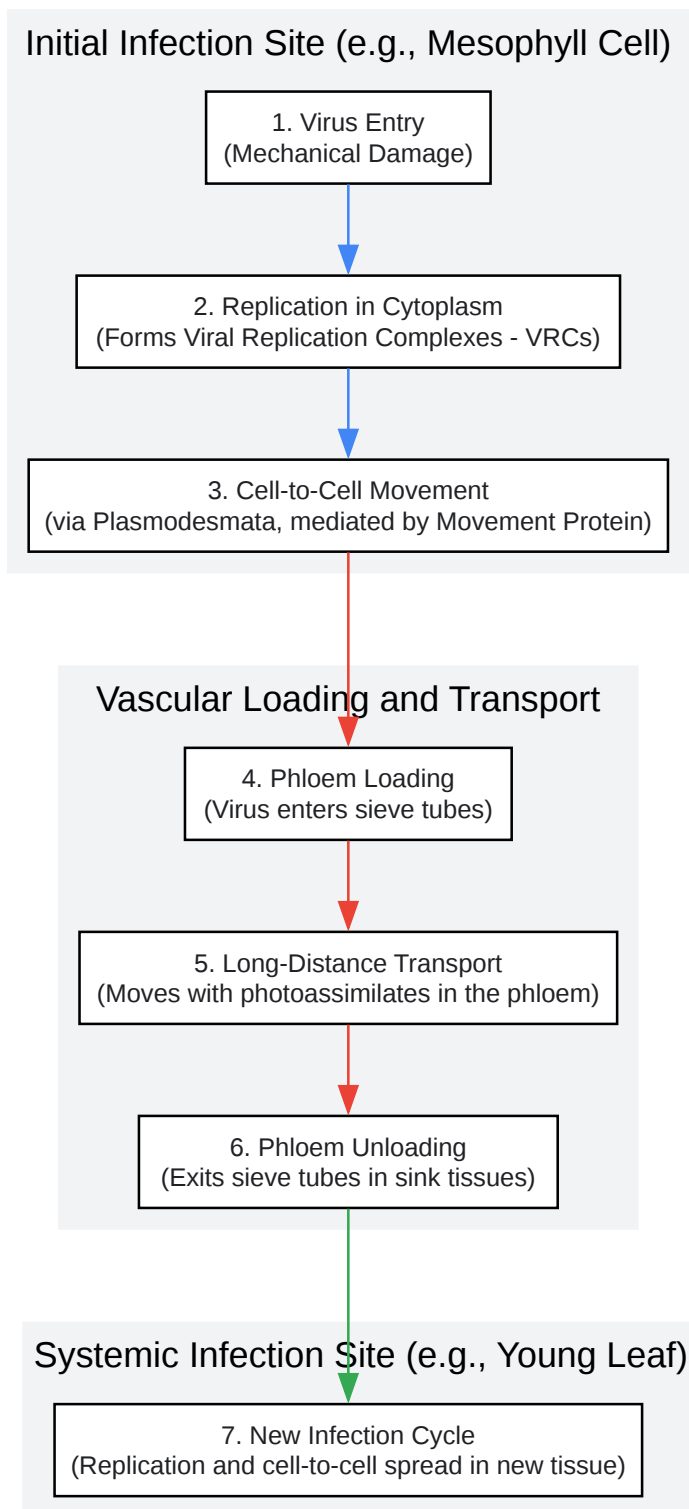 Initial Infection Site (e.g., Mesophyll Cell)
1. Virus Entry
(Mechanical Damage)
2. Replication in Cytoplasm
(Forms Viral Replication Complexes - VRCs)
3. Cell-to-Cell Movement
(via Plasmodesmata, mediated by Movement Protein)
Vascular Loading and Transport
4. Phloem Loading
(Virus enters sieve tubes)
5. Long-Distance Transport
(Moves with photoassimilates in the phloem)
6. Phloem Unloading
(Exits sieve tubes in sink tissues)
Systemic Infection Site (e.g., Young Leaf)
7. New Infection Cycle
(Replication and cell-to-cell spread in new tissue)